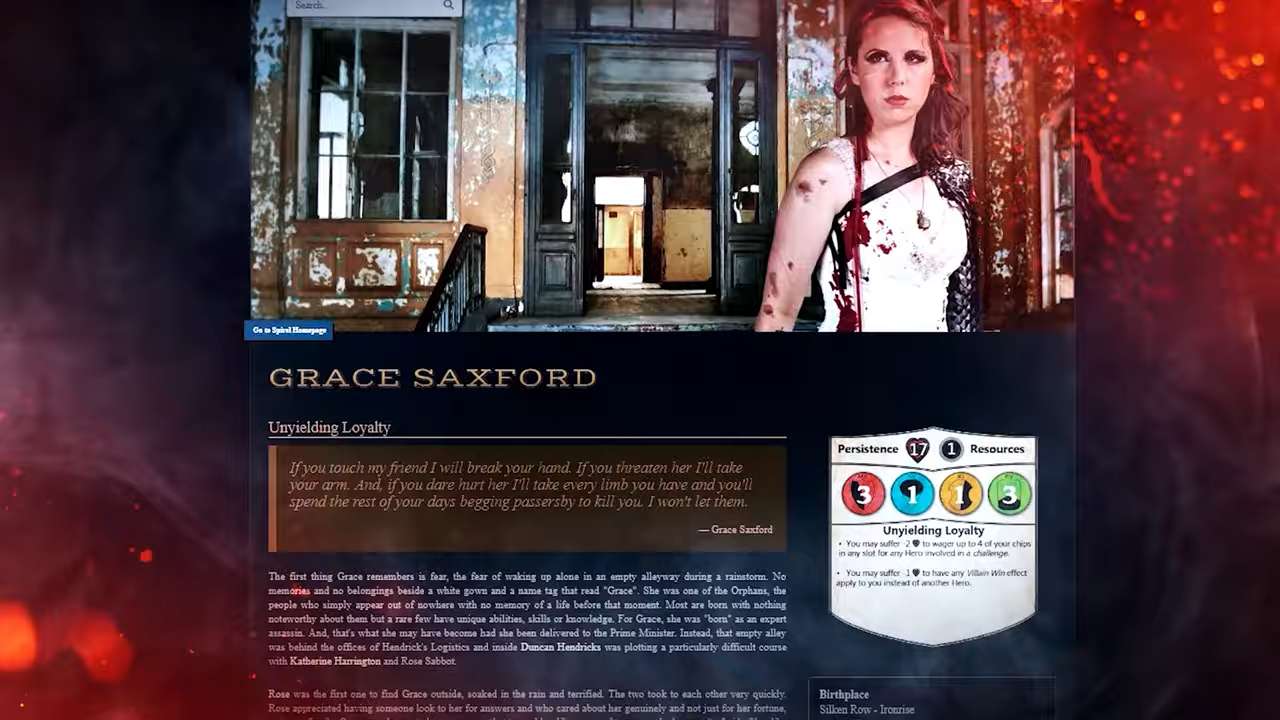 Search..
Go to Spirel Homepage
GRACE SAXFORD
Unyielding Loyalty
If you touch my friend I will break your hand. If you threaten her I'll take
your arm. And, if you dare hurt her I'll take every limb you have and you'll
spend the rest of your days begging passersby to kill you. I won't let them.
— Grace Saxford
The first thing Grace remembers is fear, the fear of waking up alone in an empty alleyway during a rainstorm. No
memories and no belongings beside a white gown and a name tag that read "Grace". She was one of the Orphans, the
people who simply appear out of nowhere with no memory of a life before that moment. Most are born with nothing
noteworthy about them but a rare few have unique abilities, skills or knowledge. For Grace, she was "born" as an expert
assassin. And, that's what she may have become had she been delivered to the Prime Minister. Instead, that empty alley
was behind the offices of Hendrick's Logistics and inside Duncan Hendricks was plotting a particularly difficult course
with Katherine Harrington and Rose Sabbot.
Rose was the first one to find Grace outside, soaked in the rain and terrified. The two took to each other very quickly.
Rose appreciated having someone look to her for answers and who cared about her genuinely and not just for her fortune,
Persistence 17 1 Resources
3 1 1 3
Unyielding Loyalty
• You may suffer -2 to wager up to 4 of your chips
in any slot for any Hero involved in a challenge.
• You may suffer -1 to have any Villain Win effect
apply to you instead of another Hero.
Birthplace
Silken Row - Ironrise